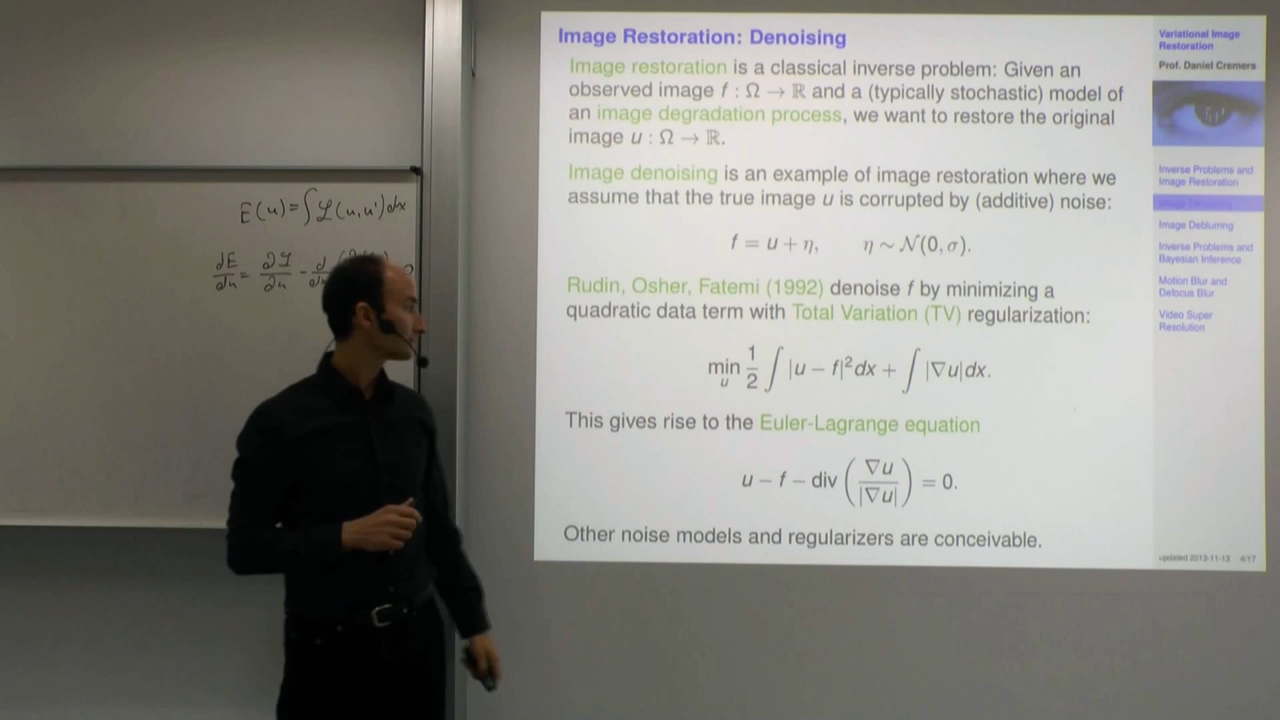 E(u) = ∫ ℒ(u, u') dx
dE/du = ∂ℒ/∂u - d/dx
Image Restoration: Denoising
Image restoration is a classical inverse problem: Given an
observed image f : Ω → ℝ and a (typically stochastic) model of
an image degradation process, we want to restore the original
image u : Ω → ℝ.
Image denoising is an example of image restoration where we
assume that the true image u is corrupted by (additive) noise:
f = u + η,    η ∼ 𝒩(0, σ).
Rudin, Osher, Fatemi (1992) denoise f by minimizing a
quadratic data term with Total Variation (TV) regularization:
min_u 1/2 ∫ |u − f|² dx + ∫ |∇u| dx.
This gives rise to the Euler-Lagrange equation
u − f − div (∇u / |∇u|) = 0.
Other noise models and regularizers are conceivable.
Variational Image
Restoration
Prof. Daniel Cremers
Inverse Problems and
Image Restoration
Image Denoising
Image Deblurring
Inverse Problems and
Bayesian Inference
Motion Blur and
Defocus Blur
Video Super
Resolution
updated 2013-11-13 4/17